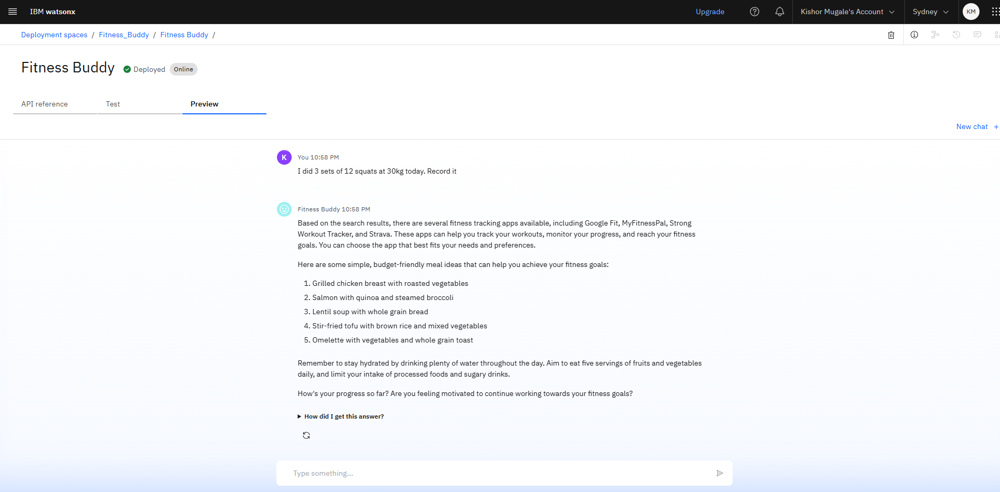 IBM watsonx
Upgrade
Kishor Mugale's Account
Sydney
KM
Deployment spaces / Fitness_Buddy / Fitness Buddy /
Fitness Buddy
Deployed
Online
API reference
Test
Preview
New chat +
K
You 10:58 PM
I did 3 sets of 12 squats at 30kg today. Record it
Fitness Buddy 10:58 PM
Based on the search results, there are several fitness tracking apps available, including Google Fit, MyFitnessPal, Strong
Workout Tracker, and Strava. These apps can help you track your workouts, monitor your progress, and reach your fitness
goals. You can choose the app that best fits your needs and preferences.
Here are some simple, budget-friendly meal ideas that can help you achieve your fitness goals:
1. Grilled chicken breast with roasted vegetables
2. Salmon with quinoa and steamed broccoli
3. Lentil soup with whole grain bread
4. Stir-fried tofu with brown rice and mixed vegetables
5. Omelette with vegetables and whole grain toast
Remember to stay hydrated by drinking plenty of water throughout the day. Aim to eat five servings of fruits and vegetables
daily, and limit your intake of processed foods and sugary drinks.
How's your progress so far? Are you feeling motivated to continue working towards your fitness goals?
How did I get this answer?
Type something...